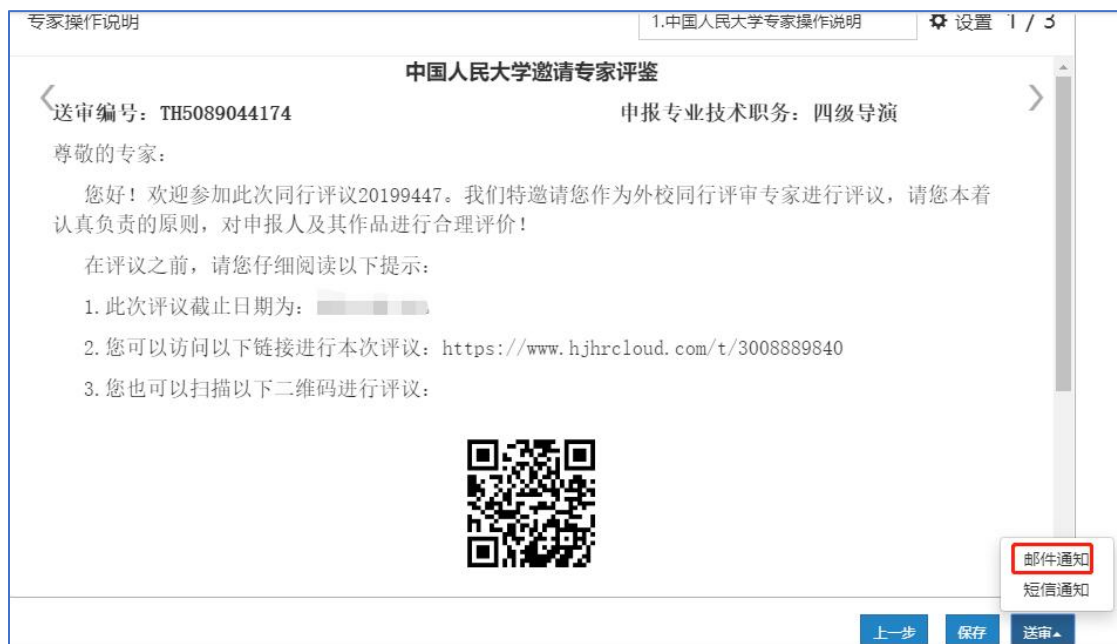 专家操作说明 1.中国人民大学专家操作说明 设置 1 / 3
中国人民大学邀请专家评鉴
送审编号：TH5089044174 申报专业技术职务：四级导演
尊敬的专家：
您好！欢迎参加此次同行评议20199447。我们特邀请您作为外校同行评审专家进行评议，请您本着
认真负责的原则，对申报人及其作品进行合理评价！
在评议之前，请您仔细阅读以下提示：
1.此次评议截止日期为：
2.您可以访问以下链接进行本次评议：https://www.hjhrcloud.com/t/3008889840
3.您也可以扫描以下二维码进行评议：
邮件通知
短信通知
上一步 保存 送审